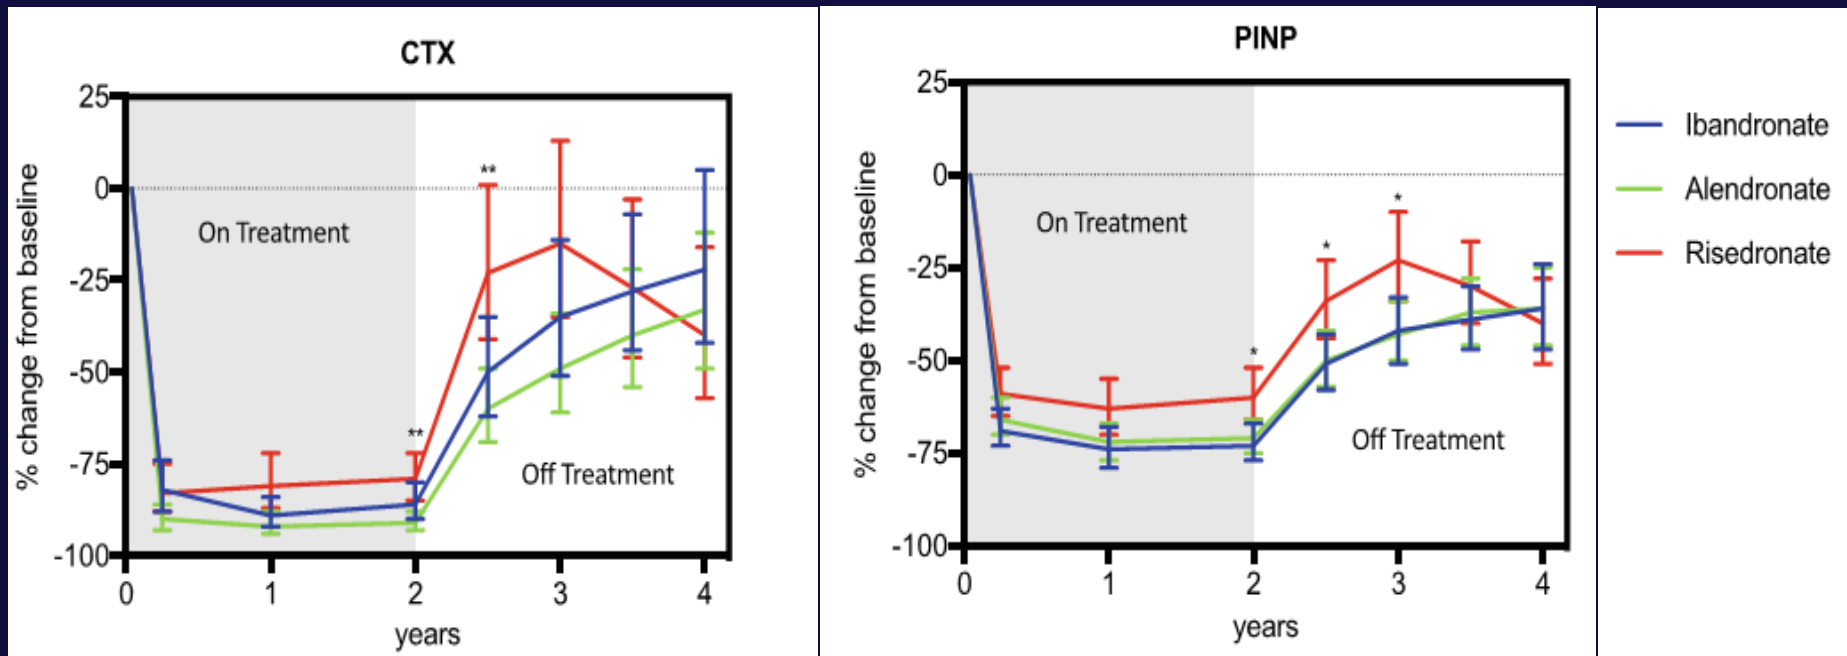 CTX
25
0
-25
-50
-75
-100
% change from baseline
On Treatment
**
**
Off Treatment
0 1 2 3 4
years
PINP
25
0
-25
-50
-75
-100
% change from baseline
On Treatment
*
*
*
Off Treatment
0 1 2 3 4
years
Ibandronate
Alendronate
Risedronate